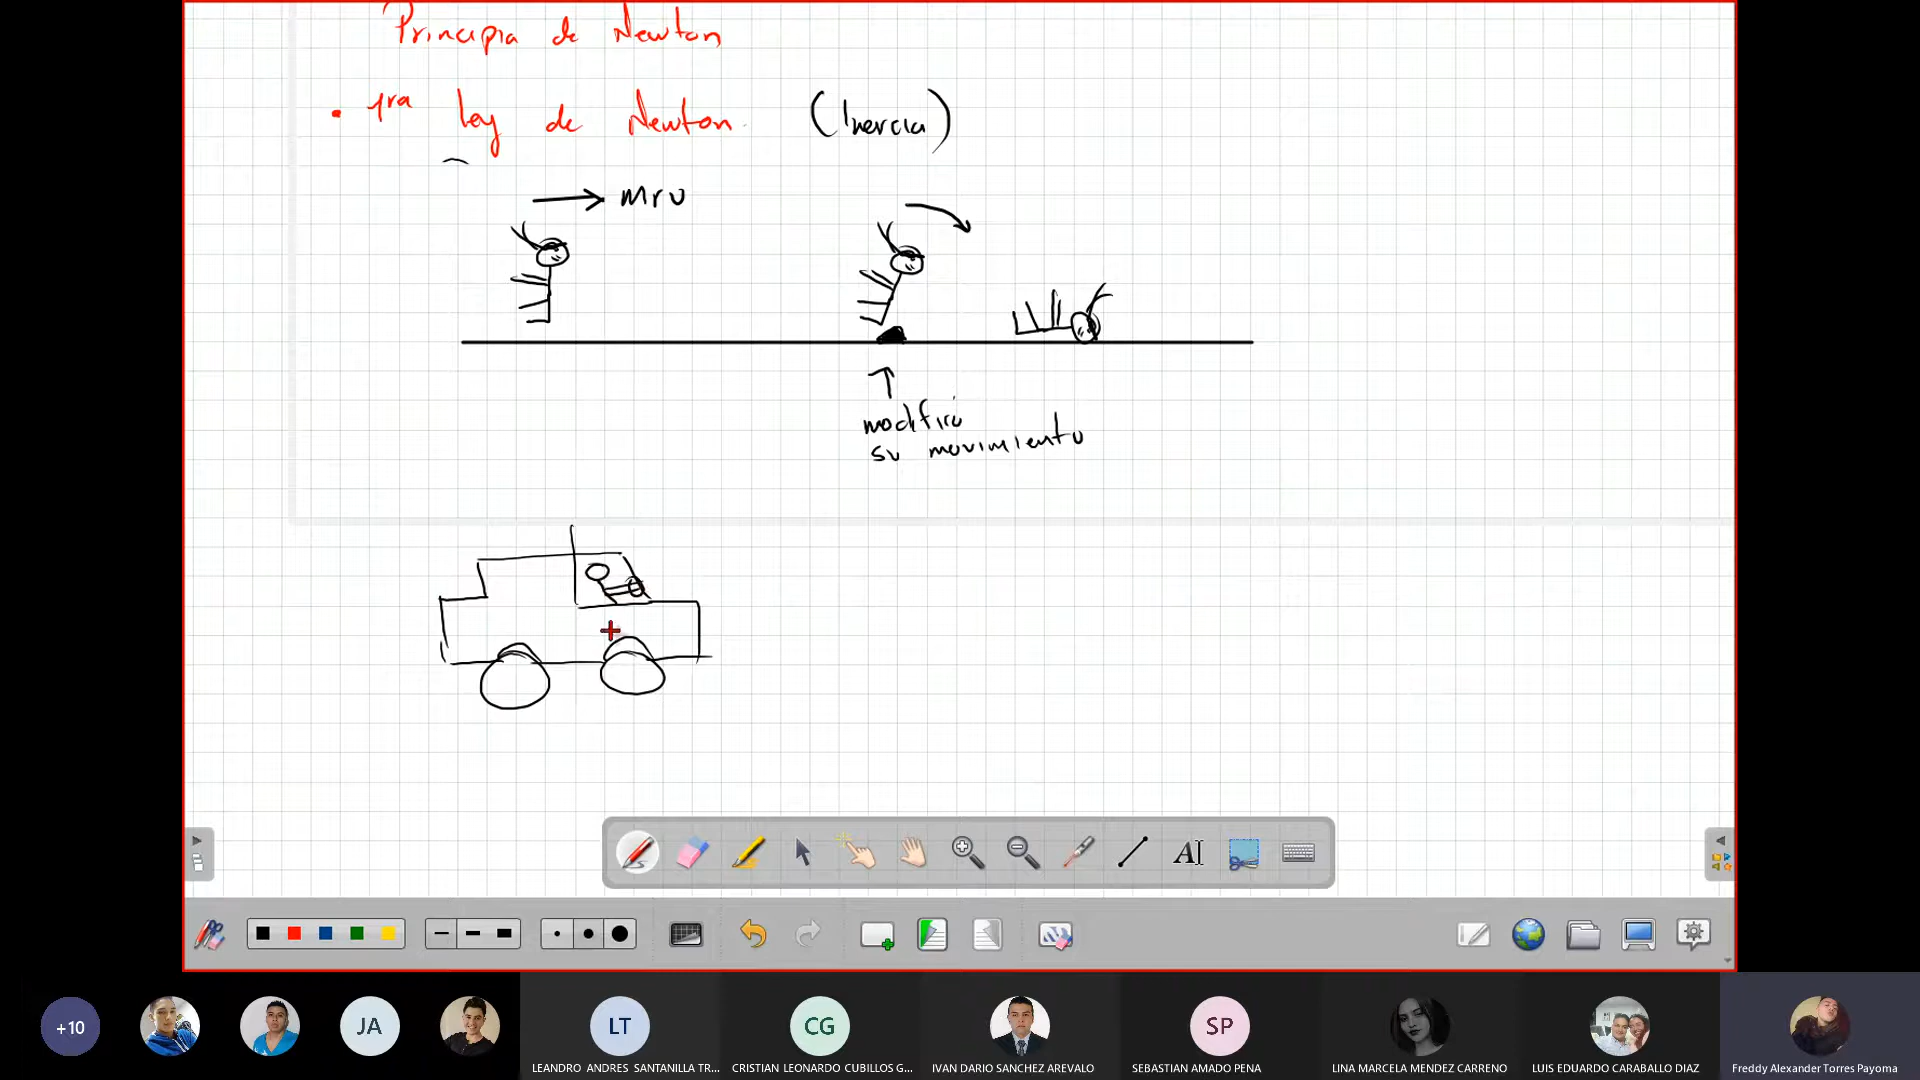 Principia de Newton
• 1ra Ley de Newton. (Inercia)
→ mru
modificó
su movimiento
AI
+10
JA
LT
CG
SP
LEANDRO ANDRES SANTANILLA TR...
CRISTIAN LEONARDO CUBILLOS G...
IVAN DARIO SANCHEZ AREVALO
SEBASTIAN AMADO PENA
LINA MARCELA MENDEZ CARRENO
LUIS EDUARDO CARABALLO DIAZ
Freddy Alexander Torres Payoma